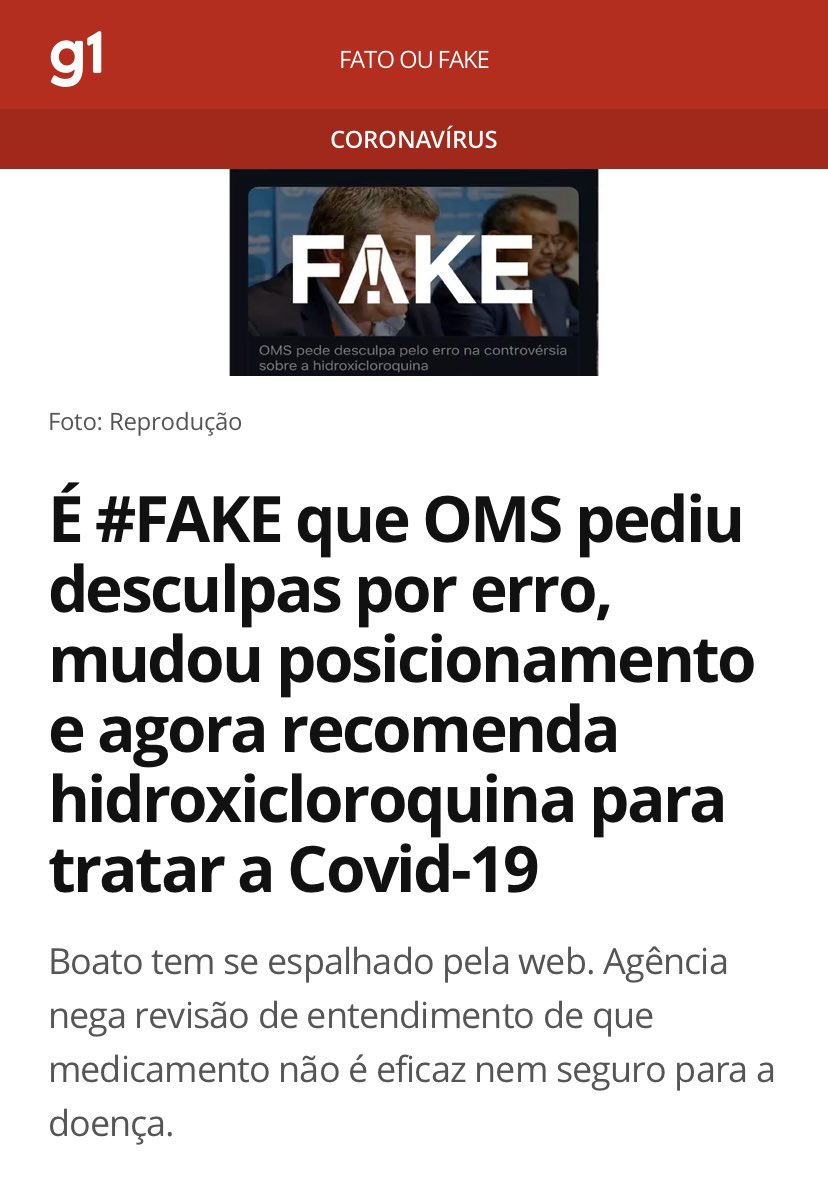 g1
FATO OU FAKE
CORONAVÍRUS
FAKE
OMS pede desculpa pelo erro na controvérsia
sobre a hidroxicloroquina
Foto: Reprodução
É #FAKE que OMS pediu
desculpas por erro,
mudou posicionamento
e agora recomenda
hidroxicloroquina para
tratar a Covid-19
Boato tem se espalhado pela web. Agência
nega revisão de entendimento de que
medicamento não é eficaz nem seguro para a
doença.